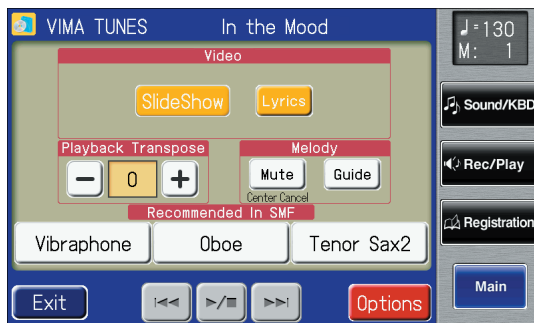 VIMA TUNES In the Mood
♩=130
M: 1
Video
SlideShow Lyrics
Sound/KBD
Playback Transpose
Melody
− 0 +
Mute Guide
Center Cancel
Rec/Play
Recommended In SMF
Vibraphone Oboe Tenor Sax2
Registration
Exit Options
Main